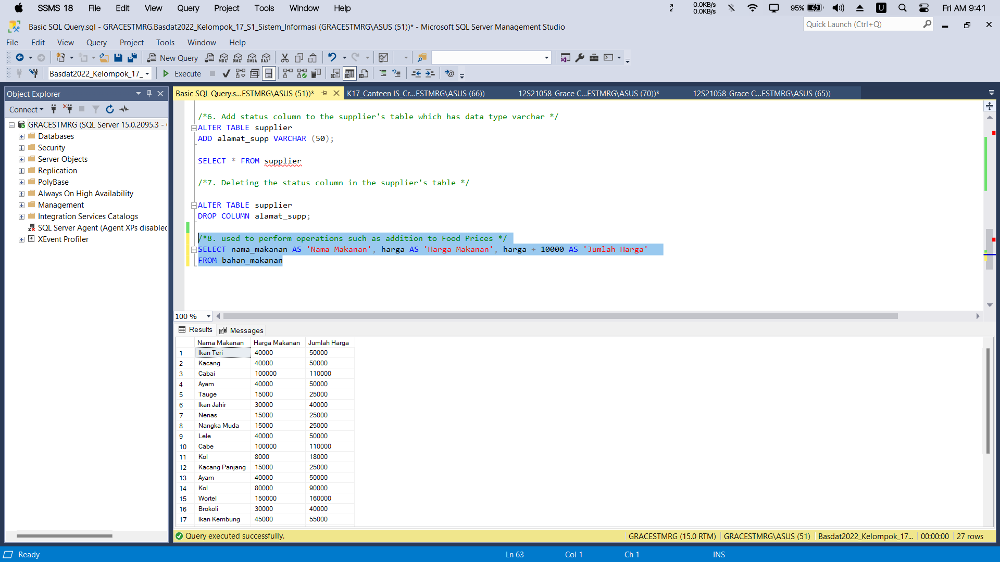 SSMS 18 File Edit View Query Project Tools Window Help 0.0KB/s 0.0KB/s 95% U Fri AM 9:41
Basic SQL Query.sql - GRACESTMRG.Basdat2022_Kelompok_17_S1_Sistem_Informasi (GRACESTMRG\ASUS (51))* - Microsoft SQL Server Management Studio
Quick Launch (Ctrl+Q)
File Edit View Query Project Tools Window Help
New Query MDX DMX XMLA DAX
Basdat2022_Kelompok_17_ Execute
Object Explorer
Basic SQL Query.s...ESTMRG\ASUS (51))* K17_Canteen IS_Cr...ESTMRG\ASUS (66)) 12S21058_Grace C...ESTMRG\ASUS (70))* 12S21058_Grace C...ESTMRG\ASUS (65))
Connect
GRACESTMRG (SQL Server 15.0.2095.3 -
Databases
Security
Server Objects
Replication
PolyBase
Always On High Availability
Management
Integration Services Catalogs
SQL Server Agent (Agent XPs disabled
XEvent Profiler
/*6. Add status column to the supplier's table which has data type varchar */
ALTER TABLE supplier
ADD alamat_supp VARCHAR (50);
SELECT * FROM supplier
/*7. Deleting the status column in the supplier's table */
ALTER TABLE supplier
DROP COLUMN alamat_supp;
/*8. used to perform operations such as addition to Food Prices */
SELECT nama_makanan AS 'Nama Makanan', harga AS 'Harga Makanan', harga + 10000 AS 'Jumlah Harga'
FROM bahan_makanan
100 %
Results Messages
Nama Makanan Harga Makanan Jumlah Harga
1 Ikan Teri 40000 50000
2 Kacang 40000 50000
3 Cabai 100000 110000
4 Ayam 40000 50000
5 Tauge 15000 25000
6 Ikan Jahir 30000 40000
7 Nenas 15000 25000
8 Nangka Muda 15000 25000
9 Lele 40000 50000
10 Cabe 100000 110000
11 Kol 8000 18000
12 Kacang Panjang 15000 25000
13 Ayam 40000 50000
14 Kol 80000 90000
15 Wortel 150000 160000
16 Brokoli 30000 40000
17 Ikan Kembung 45000 55000
Query executed successfully. GRACESTMRG (15.0 RTM) GRACESTMRG\ASUS (51) Basdat2022_Kelompok_17... 00:00:00 27 rows
Ready Ln 63 Col 1 Ch 1 INS